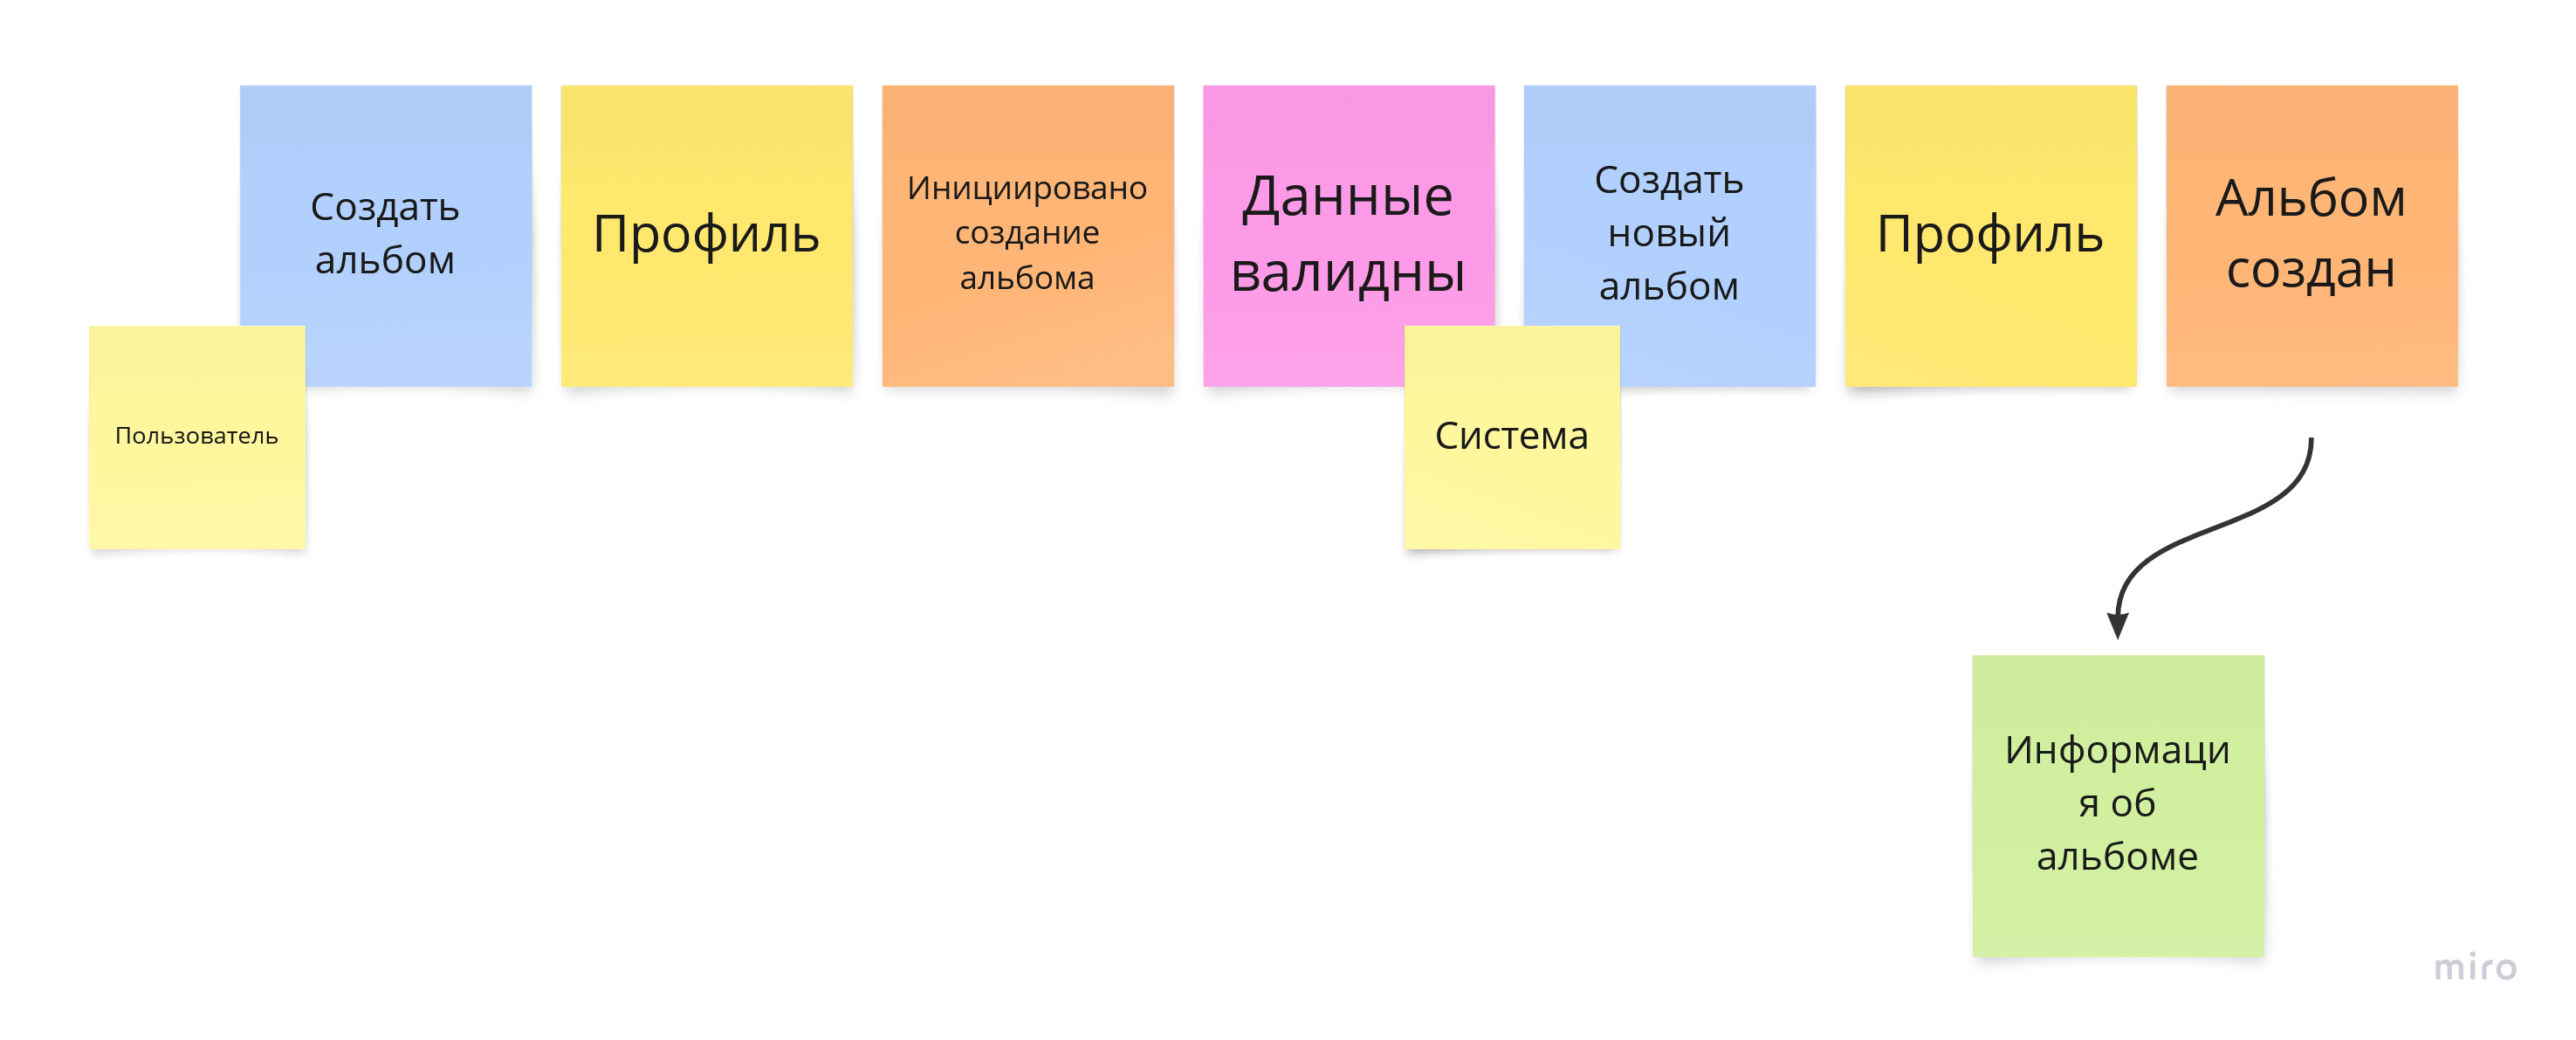 Создать
альбом
Профиль
Инициировано
создание
альбома
Данные
валидны
Создать
новый
альбом
Профиль
Альбом
создан
Пользователь
Система
Информаци
я об
альбоме
miro